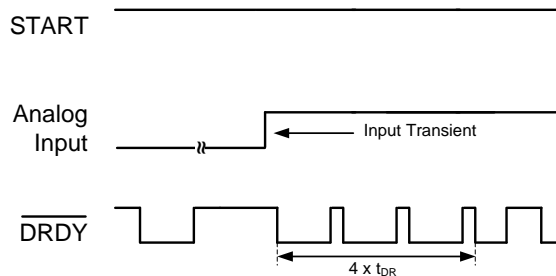 START
Analog
Input
Input Transient
DRDY
4 x tDR